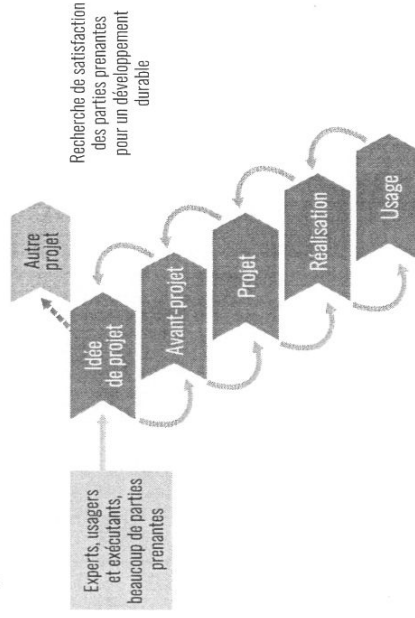 Autre
projet
Recherche de satisfaction
des parties prenantes
pour un développement
durable
Experts, usagers
et exécutants,
beaucoup de parties
prenantes
Idée
de projet
Avant-projet
Projet
Réalisation
Usage